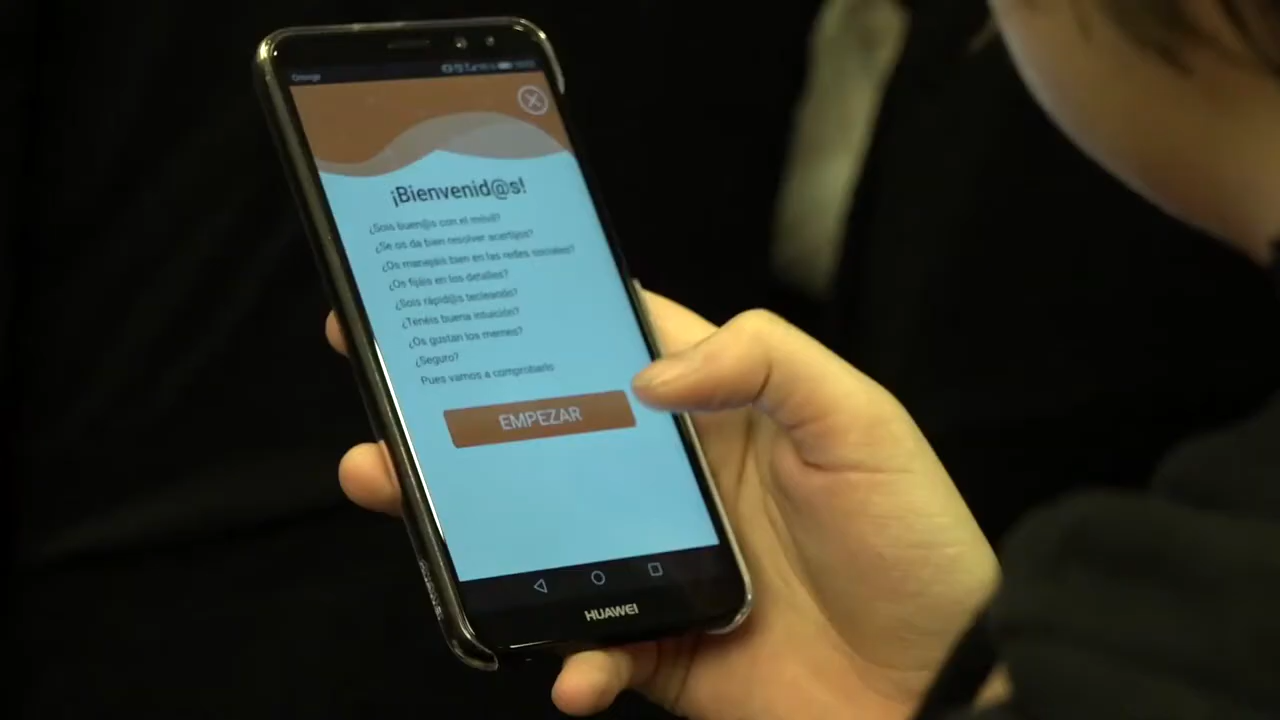 Orange
¡Bienvenid@s!
¿Sois buen@s con el móvil?
¿Se os da bien resolver acertijos?
¿Os manejáis bien en las redes sociales?
¿Os fijáis en los detalles?
¿Sois rápid@s tecleando?
¿Tenéis buena intuición?
¿Os gustan los memes?
¿Seguro?
Pues vamos a comprobarlo
EMPEZAR
HUAWEI